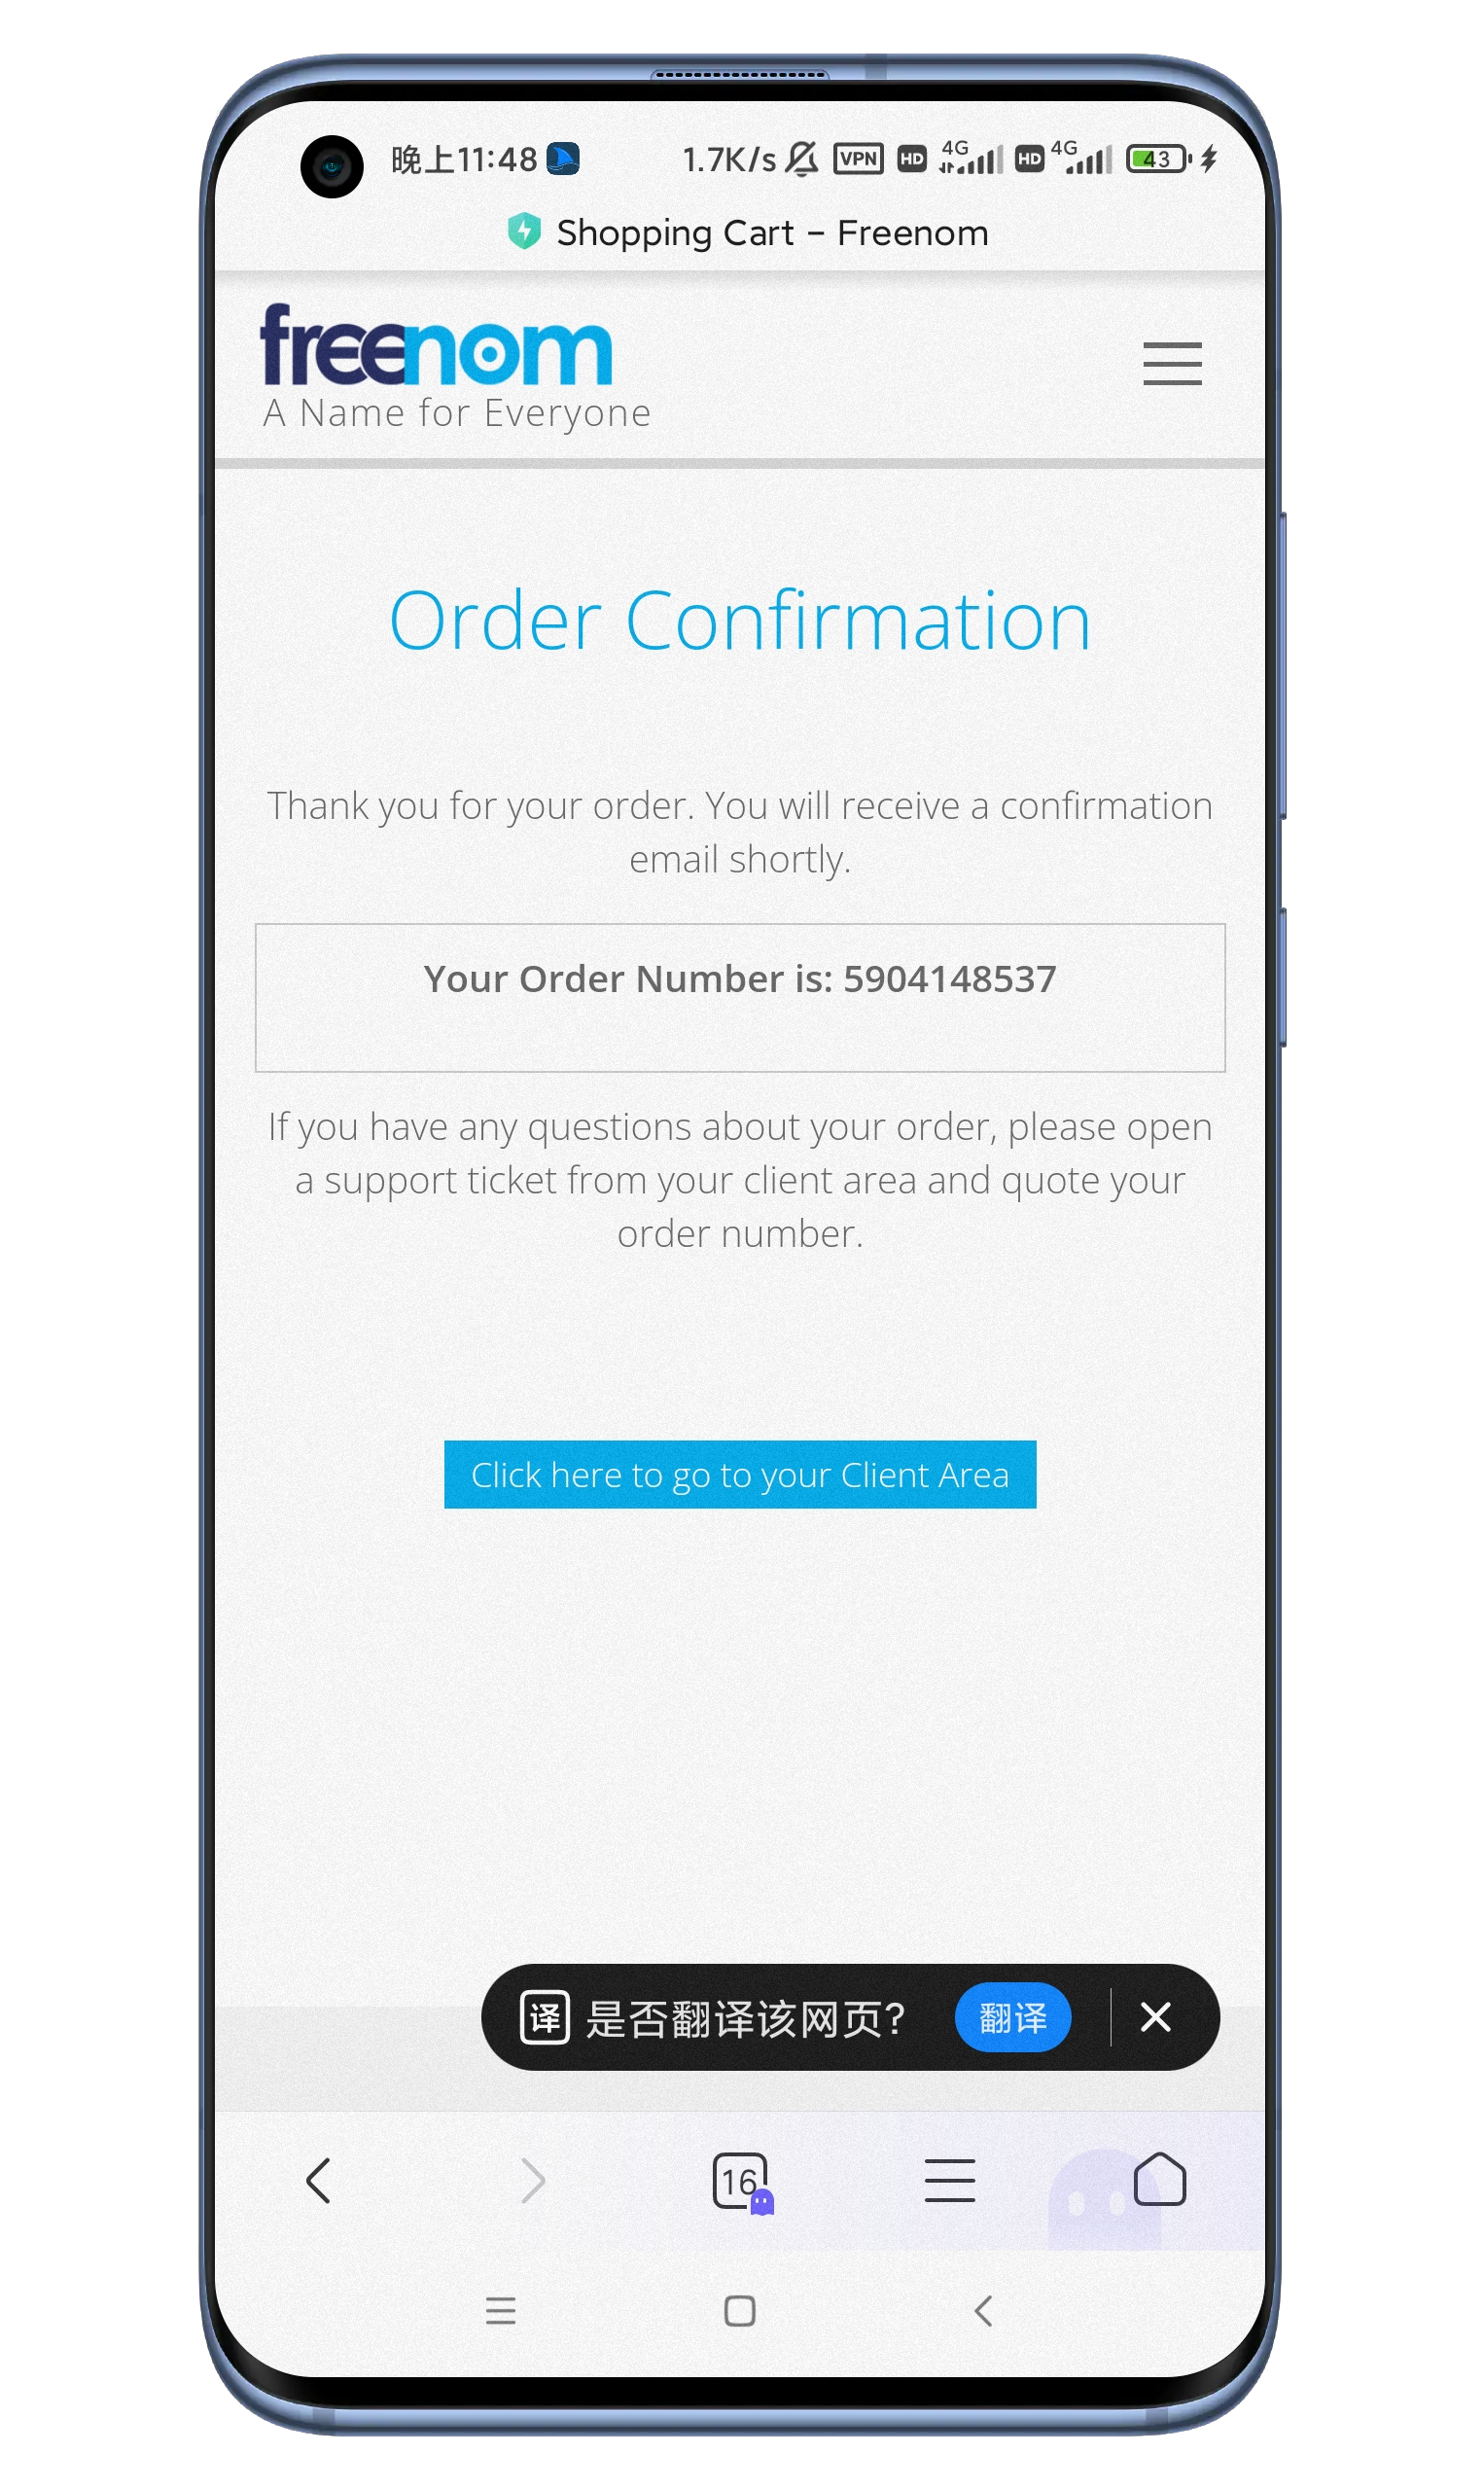 晚上11:48 1.7K/s VPN HD 4G HD 4G 43
Shopping Cart – Freenom
freenom
A Name for Everyone
Order Confirmation
Thank you for your order. You will receive a confirmation
email shortly.
Your Order Number is: 5904148537
If you have any questions about your order, please open
a support ticket from your client area and quote your
order number.
Click here to go to your Client Area
译 是否翻译该网页? 翻译
16